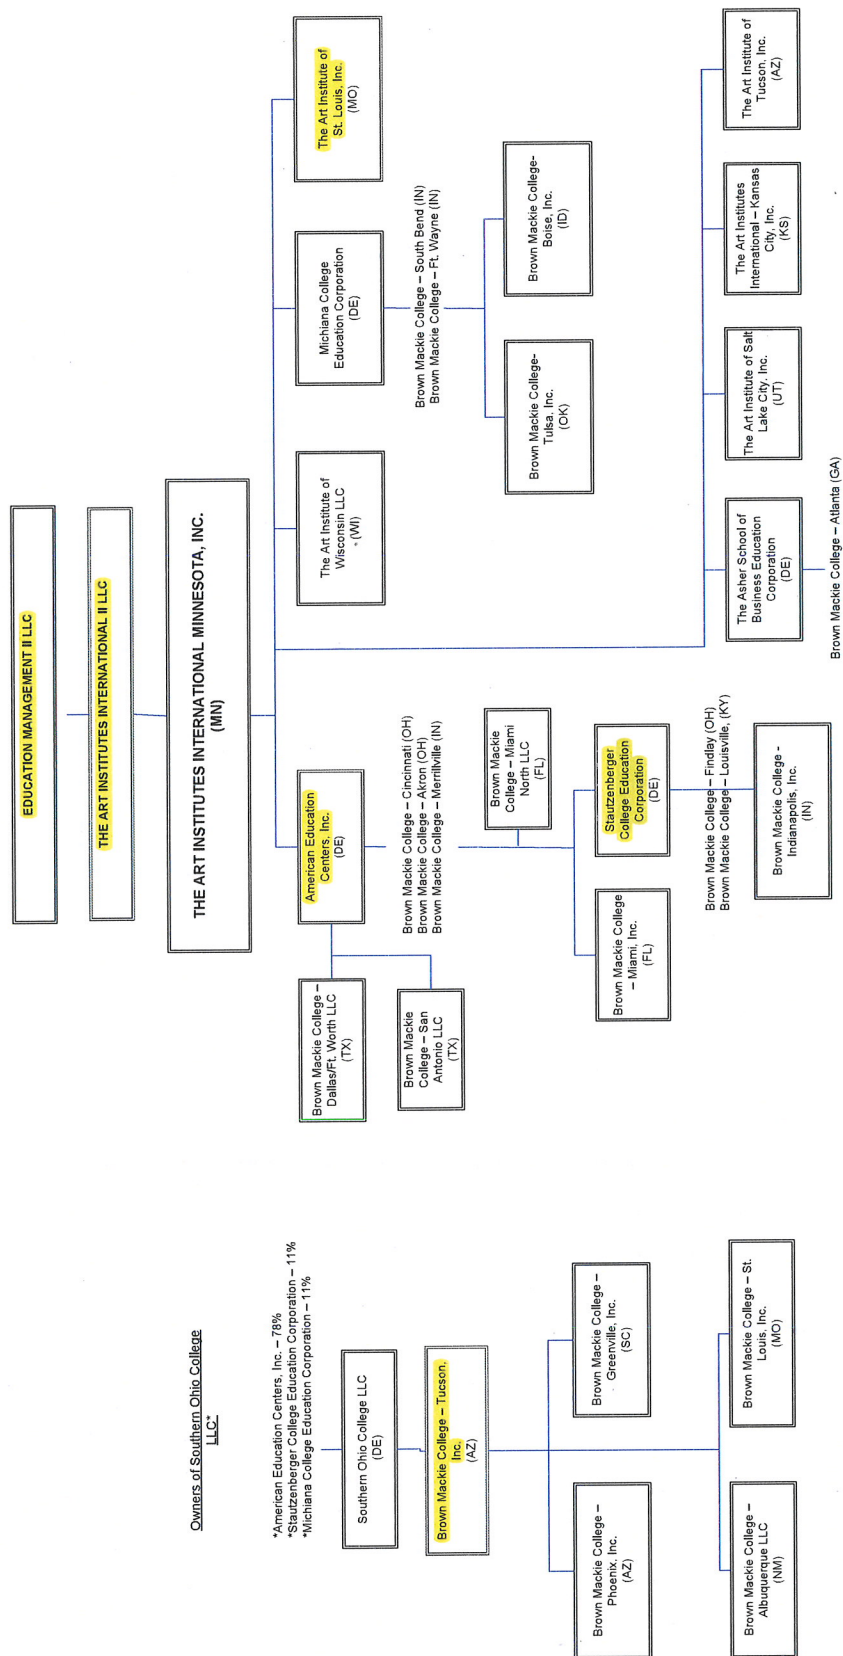 EDUCATION MANAGEMENT II LLC
THE ART INSTITUTES INTERNATIONAL II LLC
THE ART INSTITUTES INTERNATIONAL MINNESOTA, INC.
(MN)
Owners of Southern Ohio College
LLC*
*American Education Centers, Inc. – 78%
*Stautzenberger College Education Corporation – 11%
*Michiana College Education Corporation – 11%
Southern Ohio College LLC
(DE)
Brown Mackie College – Tucson,
Inc.
(AZ)
Brown Mackie College –
Phoenix, Inc.
(AZ)
Brown Mackie College –
Greenville, Inc.
(SC)
Brown Mackie College –
Albuquerque LLC
(NM)
Brown Mackie College – St.
Louis, Inc.
(MO)
Brown Mackie College –
Dallas/Ft. Worth LLC
(TX)
Brown Mackie
College – San
Antonio LLC
(TX)
American Education
Centers, Inc.
(DE)
Brown Mackie College – Cincinnati (OH)
Brown Mackie College – Akron (OH)
Brown Mackie College – Merrillville (IN)
Brown Mackie
College – Miami
North LLC
(FL)
Brown Mackie College
– Miami, Inc.
(FL)
Stautzenberger
College Education
Corporation
(DE)
Brown Mackie College – Findlay (OH)
Brown Mackie College – Louisville, (KY)
Brown Mackie College -
Indianapolis, Inc.
(IN)
The Art Institute of
Wisconsin LLC
(WI)
Michiana College
Education Corporation
(DE)
Brown Mackie College – South Bend (IN)
Brown Mackie College – Ft. Wayne (IN)
Brown Mackie College-
Tulsa, Inc.
(OK)
Brown Mackie College-
Boise, Inc.
(ID)
The Art Institute of
St. Louis, Inc.
(MO)
The Asher School of
Business Education
Corporation
(DE)
Brown Mackie College – Atlanta (GA)
The Art Institute of Salt
Lake City, Inc.
(UT)
The Art Institutes
International – Kansas
City, Inc.
(KS)
The Art Institute of
Tucson, Inc.
(AZ)